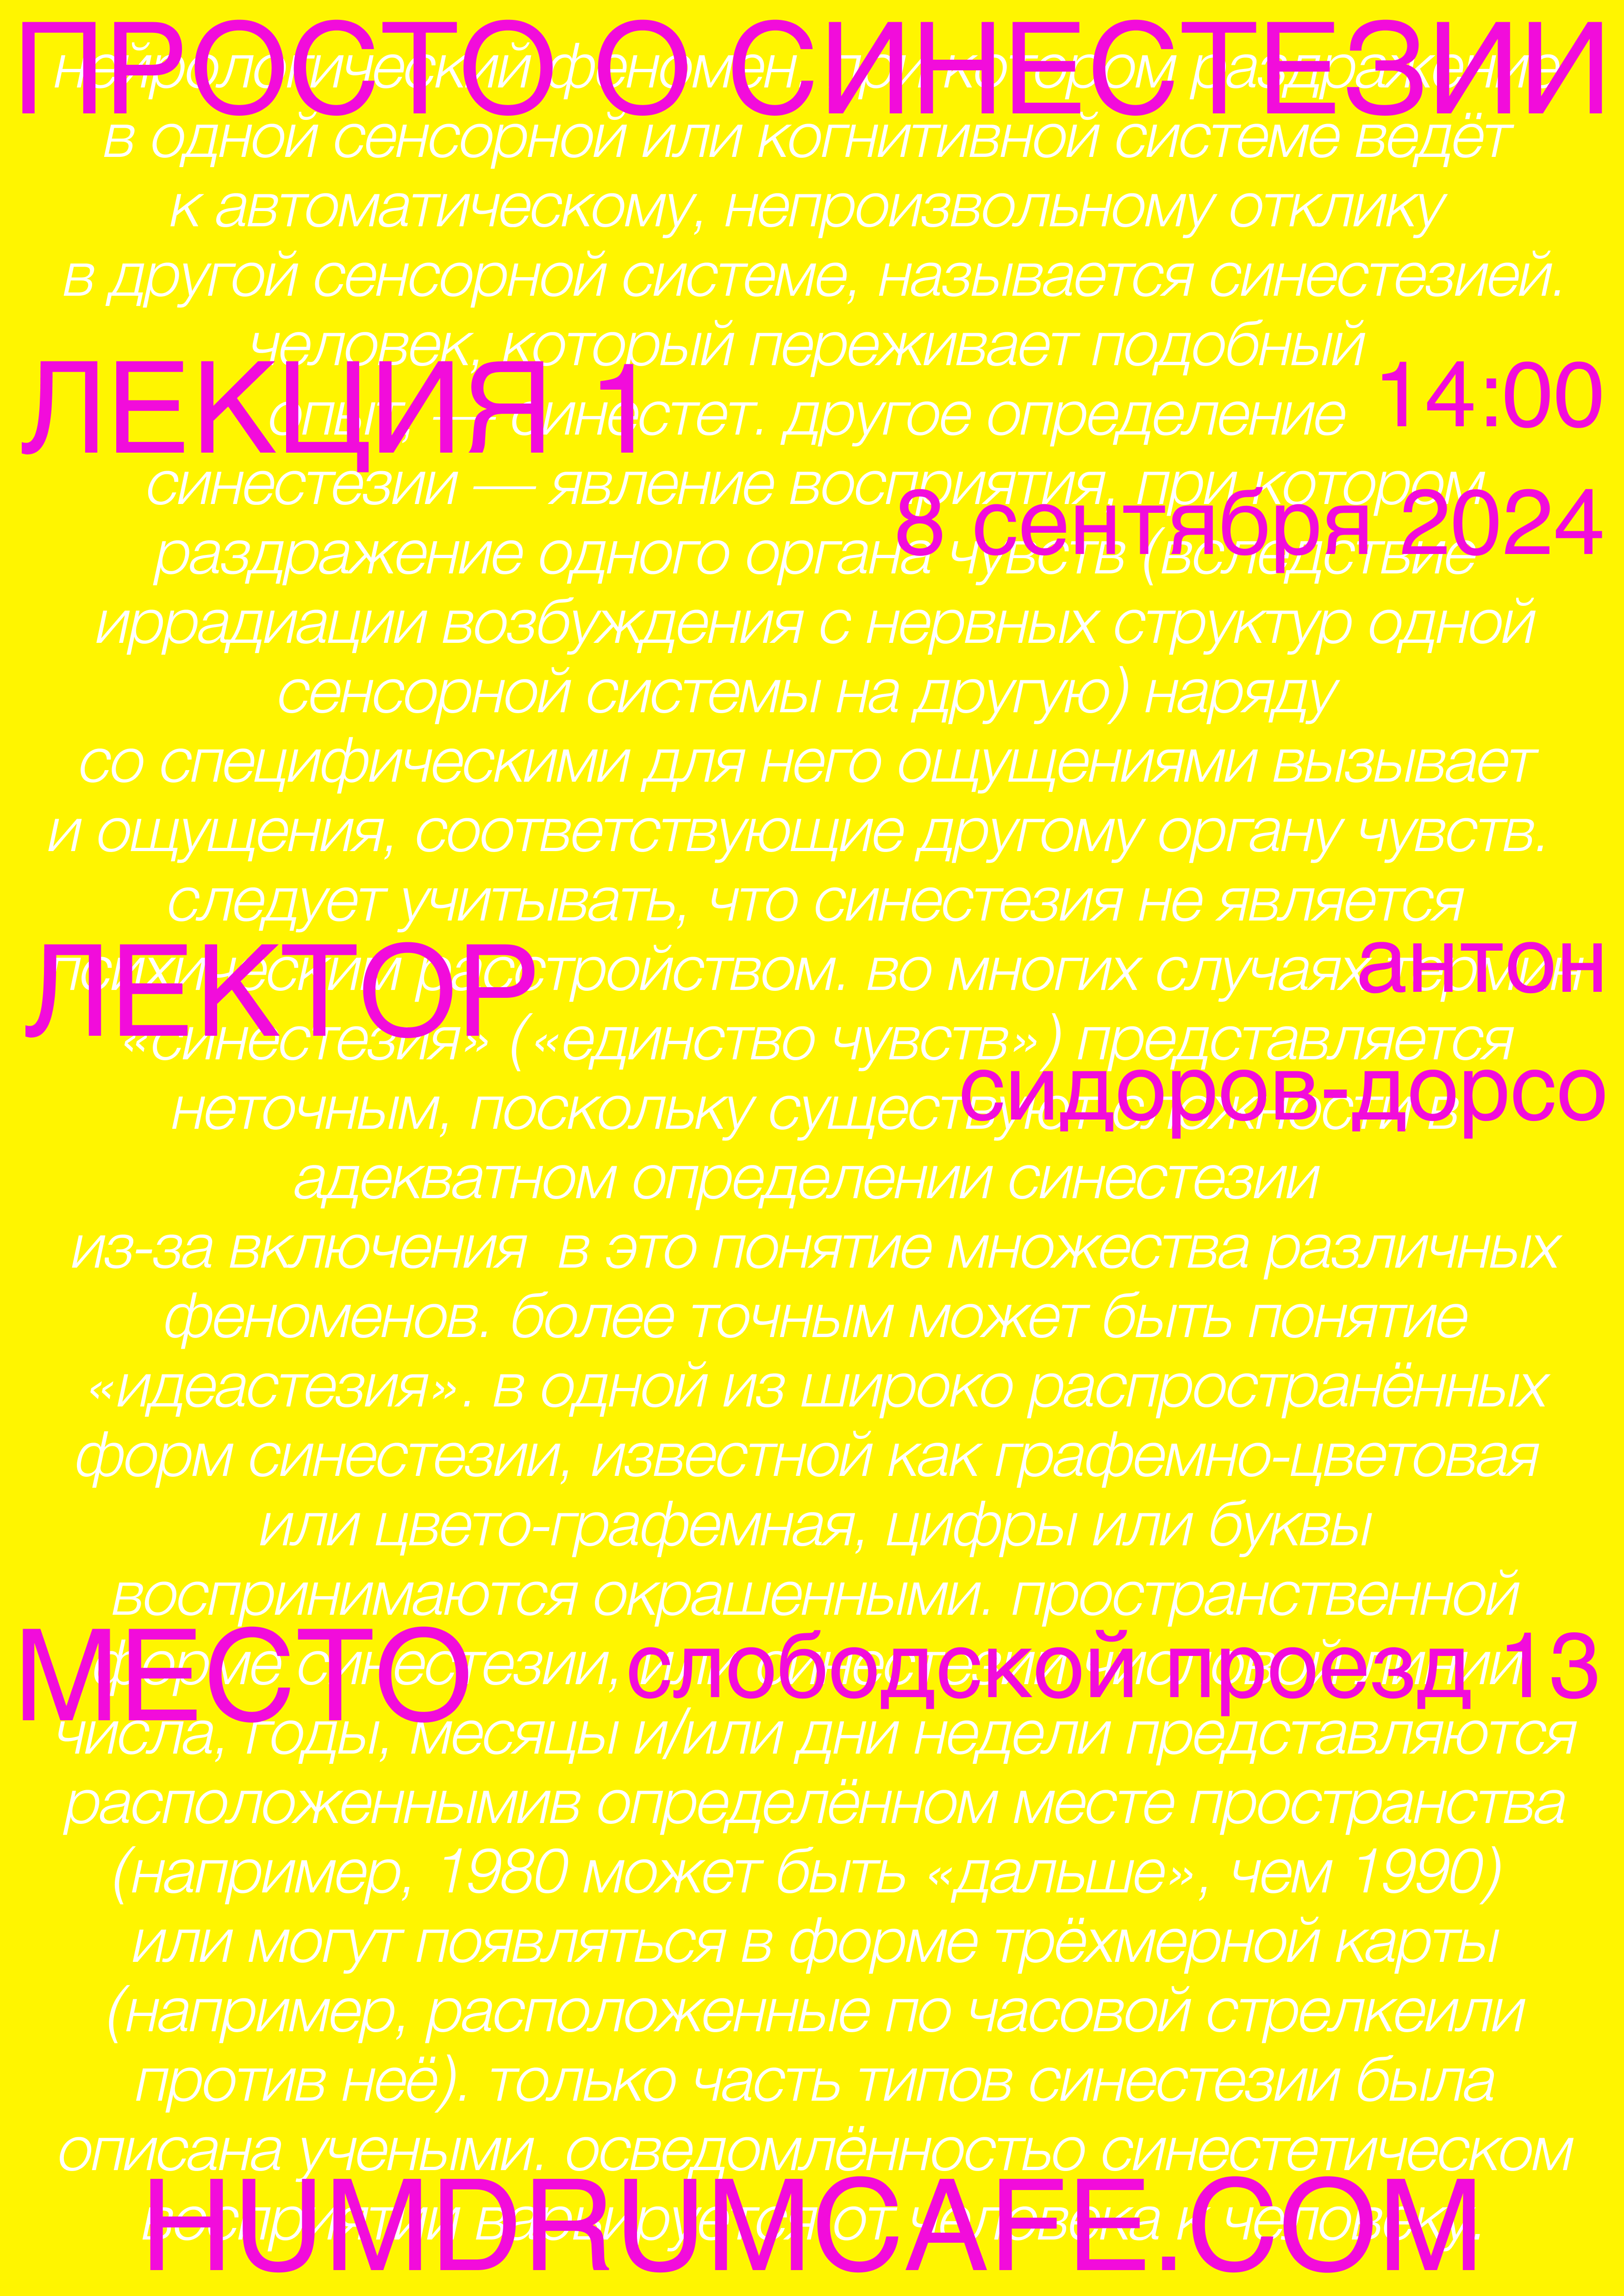 ПРОСТО О СИНЕСТЕЗИИ
нейрологический феномен, при котором раздражение
в одной сенсорной или когнитивной системе ведёт
к автоматическому, непроизвольному отклику
в другой сенсорной системе, называется синестезией.
человек, который переживает подобный
ЛЕКЦИЯ 1
14:00
опыт, — синестет. другое определение
синестезии — явление восприятия, при котором
8 сентября 2024
раздражение одного органа чувств (вследствие
иррадиации возбуждения с нервных структур одной
сенсорной системы на другую) наряду
со специфическими для него ощущениями вызывает
и ощущения, соответствующие другому органу чувств.
следует учитывать, что синестезия не является
ЛЕКТОР
антон
психическим расстройством. во многих случаях термин
«синестезия» («единство чувств») представляется
сидоров-дорсо
неточным, поскольку существуют сложности в
адекватном определении синестезии
из-за включения в это понятие множества различных
феноменов. более точным может быть понятие
«идеастезия». в одной из широко распространённых
форм синестезии, известной как графемно-цветовая
или цвето-графемная, цифры или буквы
воспринимаются окрашенными. пространственной
МЕСТО
слободской проезд 13
форме синестезии, или синестезии числовой линии
числа, годы, месяцы и/или дни недели представляются
расположеннымив определённом месте пространства
(например, 1980 может быть «дальше», чем 1990)
или могут появляться в форме трёхмерной карты
(например, расположенные по часовой стрелкеили
против неё). только часть типов синестезии была
описана учеными. осведомлённостьо синестетическом
восприятии варьируется от человека к человеку.
HUMDRUMCAFE.COM